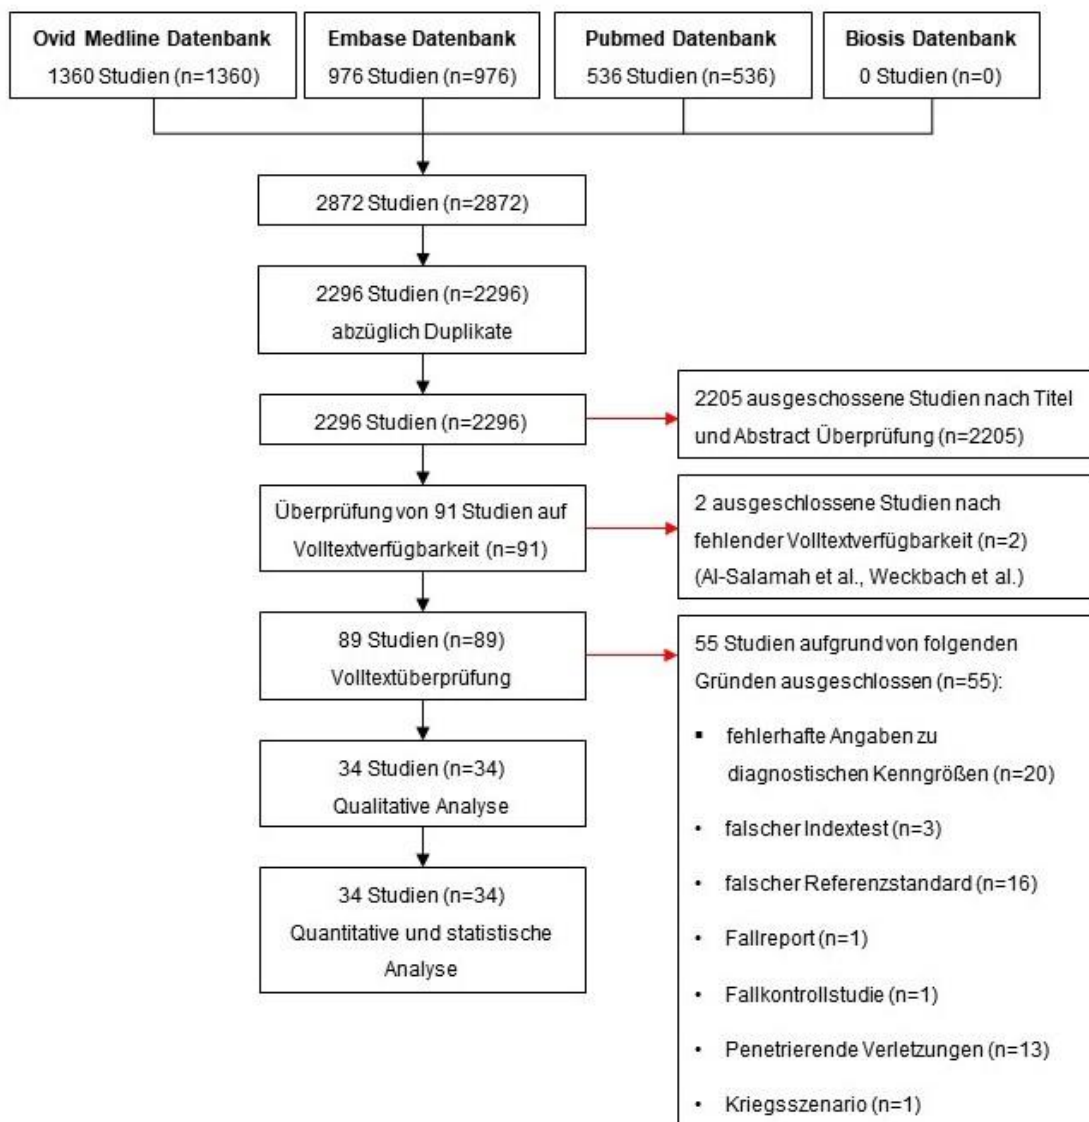 Ovid Medline Datenbank
1360 Studien (n=1360)
Embase Datenbank
976 Studien (n=976)
Pubmed Datenbank
536 Studien (n=536)
Biosis Datenbank
0 Studien (n=0)
2872 Studien (n=2872)
2296 Studien (n=2296)
abzüglich Duplikate
2296 Studien (n=2296)
2205 ausgeschossene Studien nach Titel
und Abstract Überprüfung (n=2205)
Überprüfung von 91 Studien auf
Volltextverfügbarkeit (n=91)
2 ausgeschlossene Studien nach
fehlender Volltextverfügbarkeit (n=2)
(Al-Salamah et al., Weckbach et al.)
89 Studien (n=89)
Volltextüberprüfung
55 Studien aufgrund von folgenden
Gründen ausgeschlossen (n=55):
▪ fehlerhafte Angaben zu
diagnostischen Kenngrößen (n=20)
• falscher Indextest (n=3)
• falscher Referenzstandard (n=16)
• Fallreport (n=1)
• Fallkontrollstudie (n=1)
• Penetrierende Verletzungen (n=13)
• Kriegsszenario (n=1)
34 Studien (n=34)
Qualitative Analyse
34 Studien (n=34)
Quantitative und statistische
Analyse